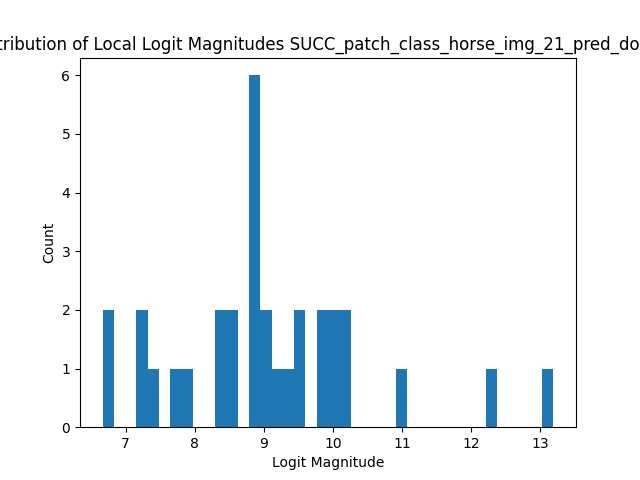 tribution of Local Logit Magnitudes SUCC_patch_class_horse_img_21_pred_do
6
5
4
3
2
1
0
Count
7 8 9 10 11 12 13
Logit Magnitude